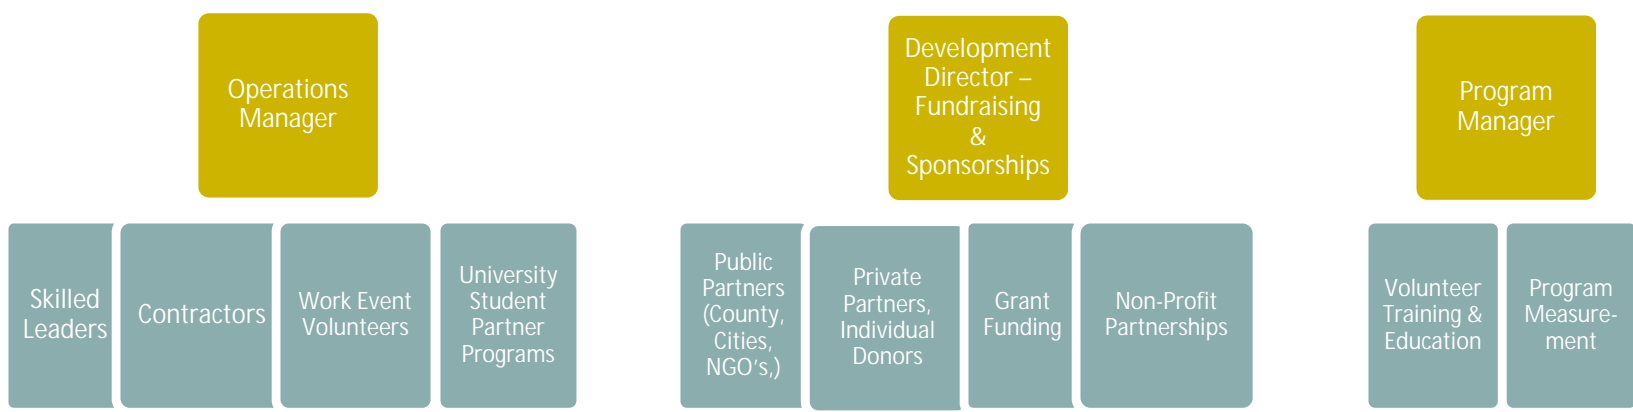 Operations
Manager
Development
Director –
Fundraising
&
Sponsorships
Program
Manager
Skilled
Leaders
Contractors
Work Event
Volunteers
University
Student
Partner
Programs
Public
Partners
(County,
Cities,
NGO's,)
Private
Partners,
Individual
Donors
Grant
Funding
Non-Profit
Partnerships
Volunteer
Training &
Education
Program
Measure-
ment